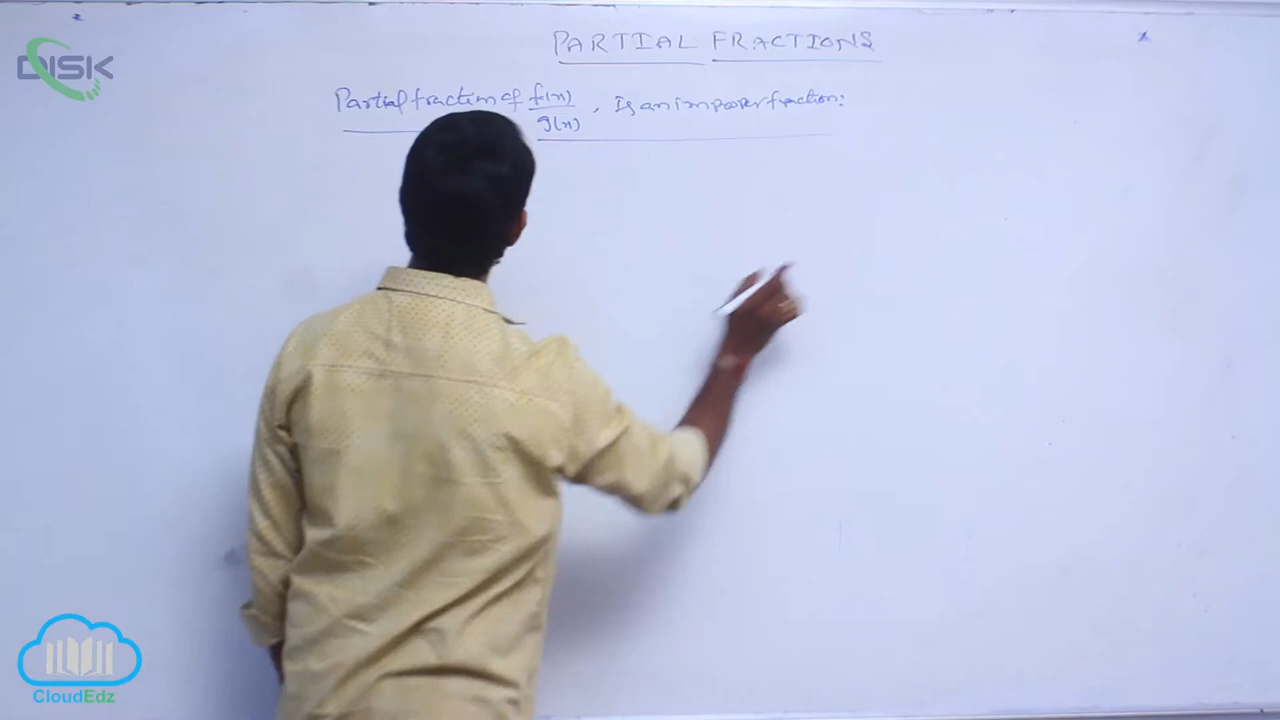 DISK
PARTIAL FRACTIONS
Partial fraction of f(x)/g(x), Is an improper fraction:
CloudEdz